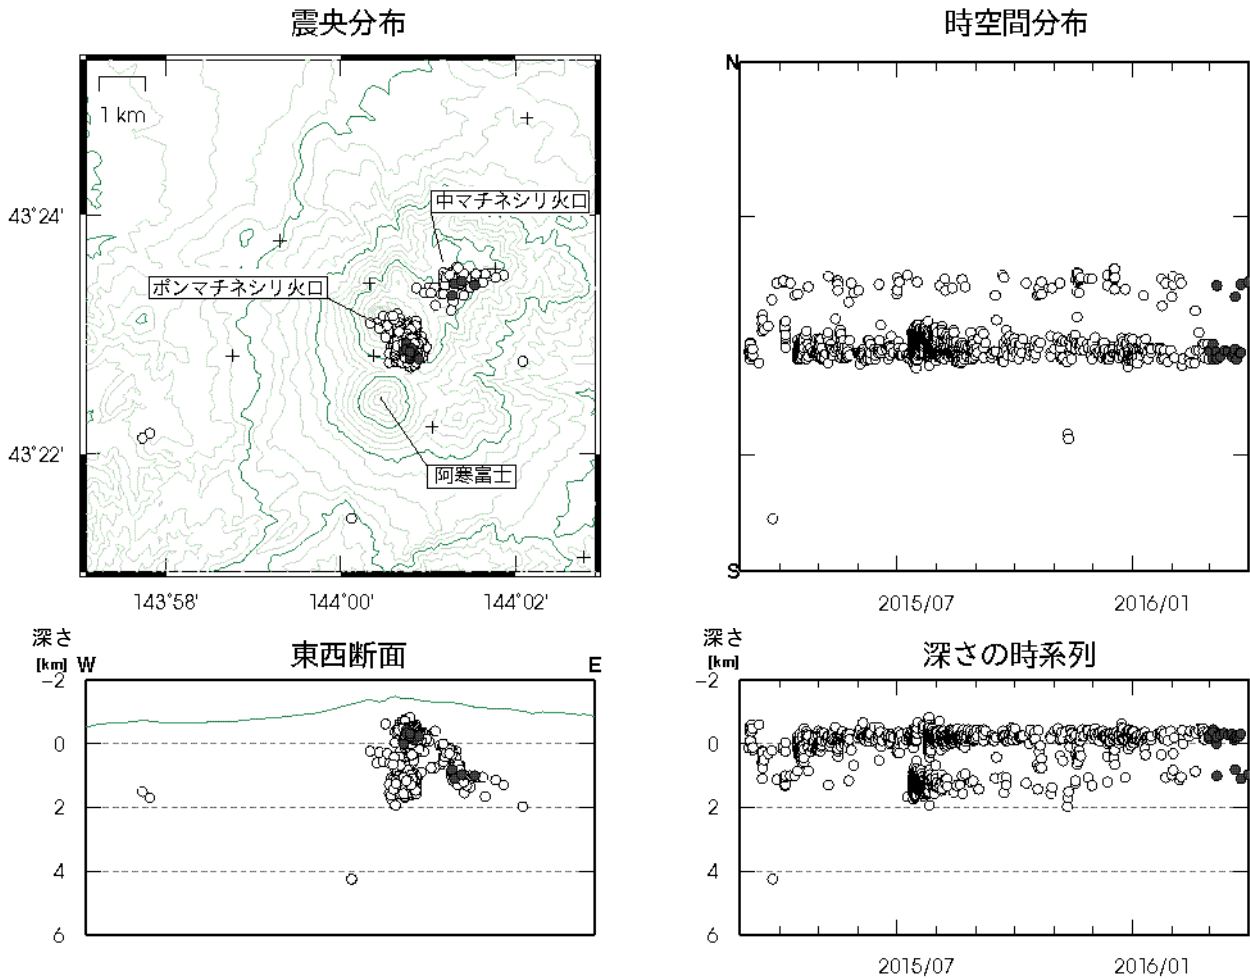 震央分布
時空間分布
1 km
中マチネシリ火口
ポンマチネシリ火口
阿寒富士
43°24'
43°22'
143°58'
144°00'
144°02'
N
S
2015/07
2016/01
深さ
[km]
W
東西断面
E
-2
0
2
4
6
深さ
[km]
深さの時系列
-2
0
2
4
6
2015/07
2016/01